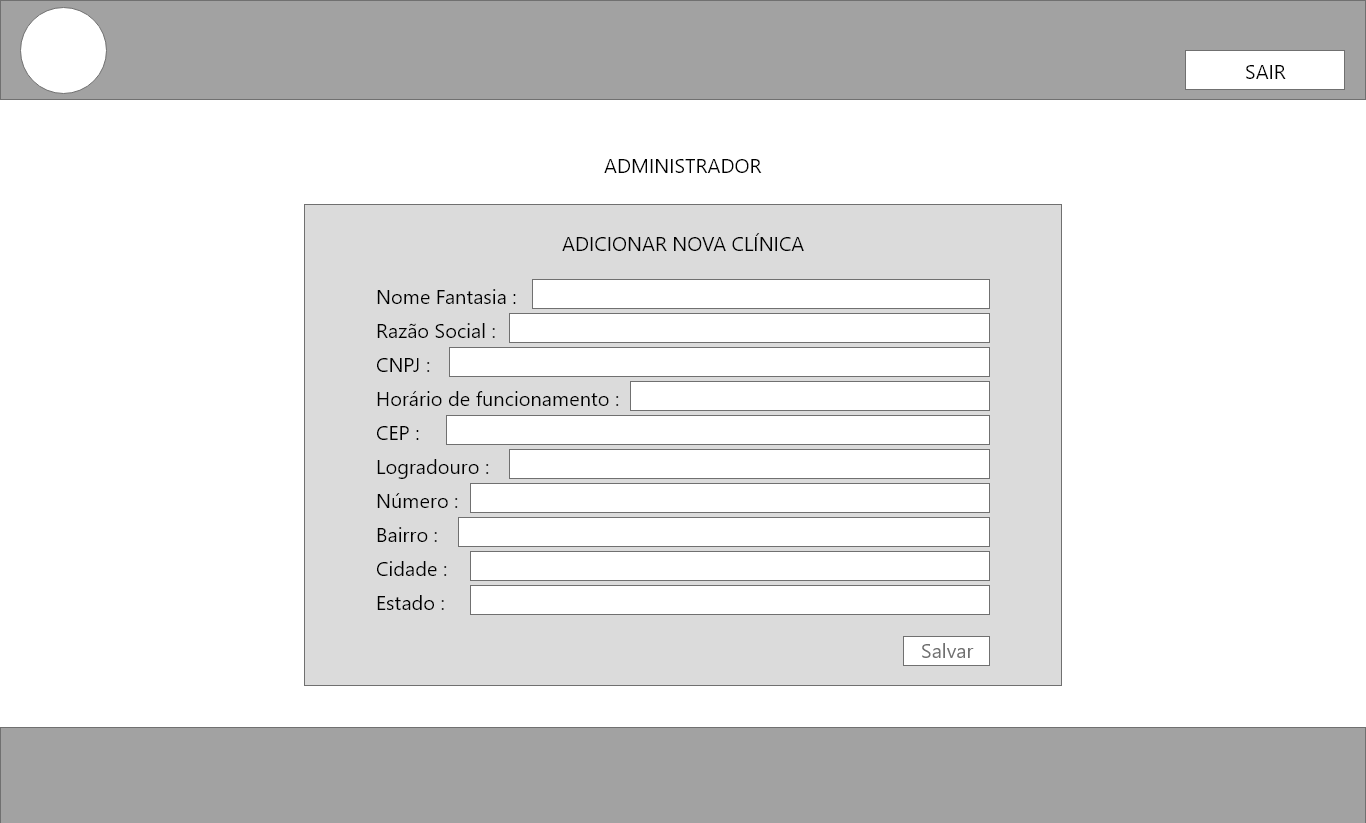 SAIR
ADMINISTRADOR
ADICIONAR NOVA CLÍNICA
Nome Fantasia :
Razão Social :
CNPJ :
Horário de funcionamento :
CEP :
Logradouro :
Número :
Bairro :
Cidade :
Estado :
Salvar